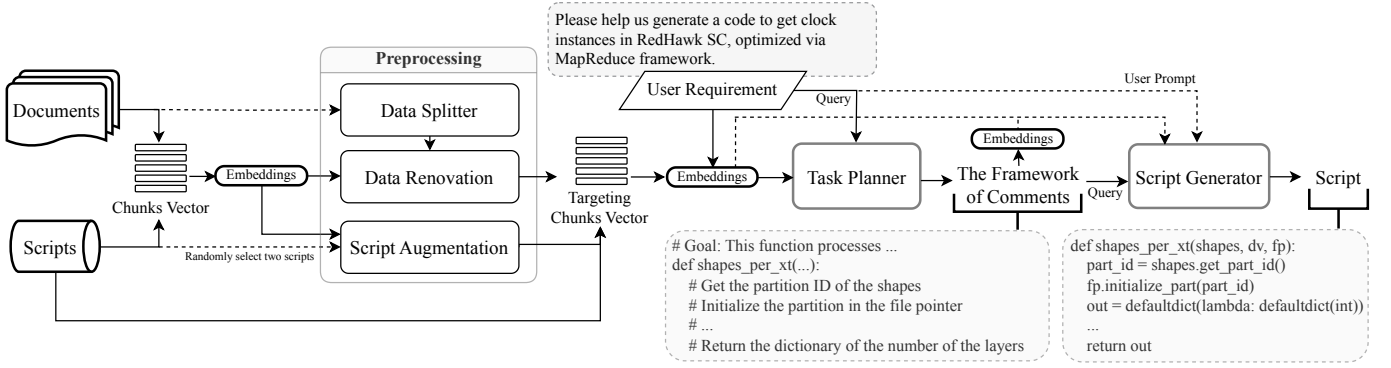 Please help us generate a code to get clock
instances in RedHawk SC, optimized via
MapReduce framework.
Preprocessing
Documents
Data Splitter
User Requirement
Query
User Prompt
Embeddings
Chunks Vector
Embeddings
Data Renovation
Targeting
Chunks Vector
Embeddings
Task Planner
The Framework
of Comments
Query
Script Generator
Script
Scripts
Randomly select two scripts
Script Augmentation
# Goal: This function processes ...
def shapes_per_xt(...):
# Get the partition ID of the shapes
# Initialize the partition in the file pointer
# ...
# Return the dictionary of the number of the layers
def shapes_per_xt(shapes, dv, fp):
part_id = shapes.get_part_id()
fp.initialize_part(part_id)
out = defaultdict(lambda: defaultdict(int))
...
return out